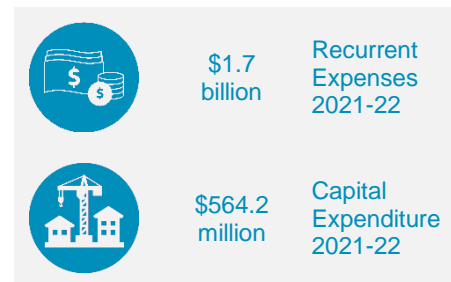 $1.7
billion
Recurrent
Expenses
2021-22
$
$
$564.2
million
Capital
Expenditure
2021-22